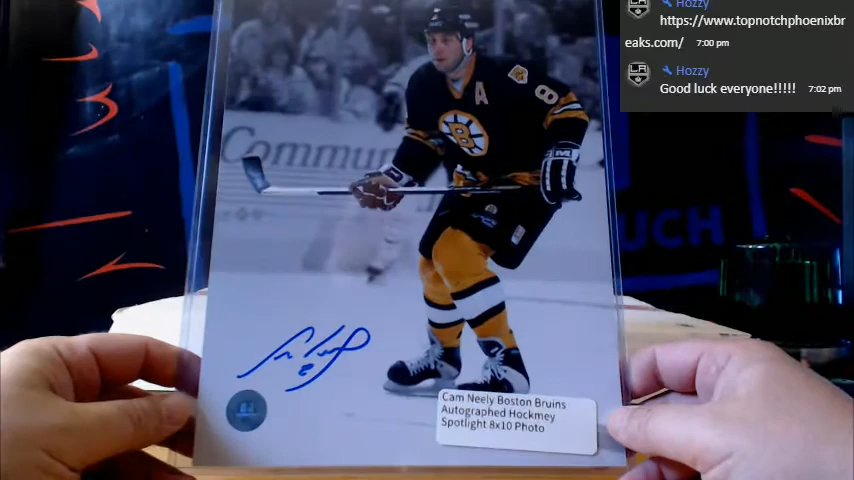 Hozzy
https://www.topnotchphoenixbr
eaks.com/ 7:00 pm
Hozzy
Good luck everyone!!!!! 7:02 pm
A
8
B
Commun
UCH
Cam Neely Boston Bruins
Autographed Hockmey
Spotlight 8x10 Photo